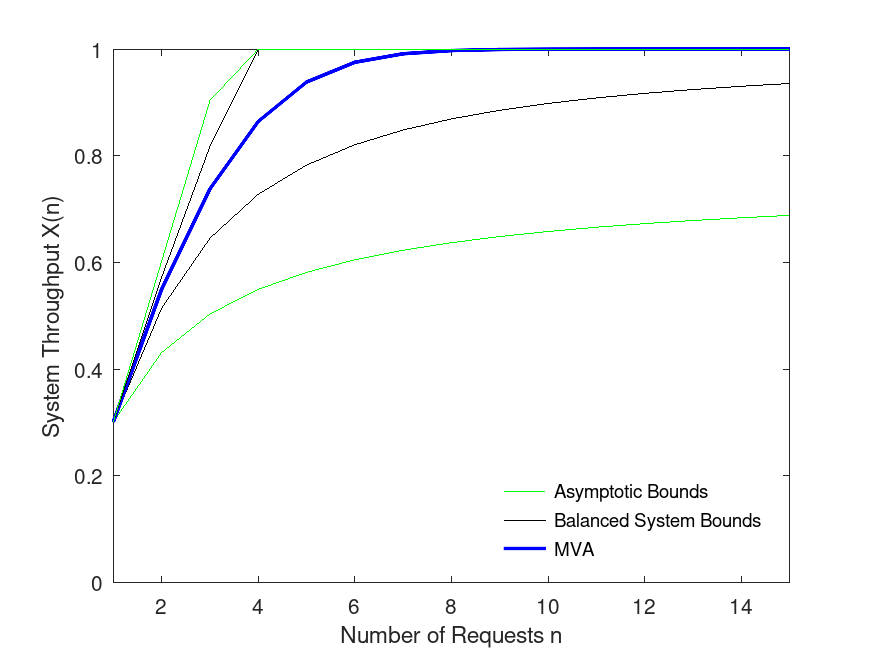 1
0.8
0.6
0.4
0.2
0
System Throughput X(n)
Asymptotic Bounds
Balanced System Bounds
MVA
2 4 6 8 10 12 14
Number of Requests n